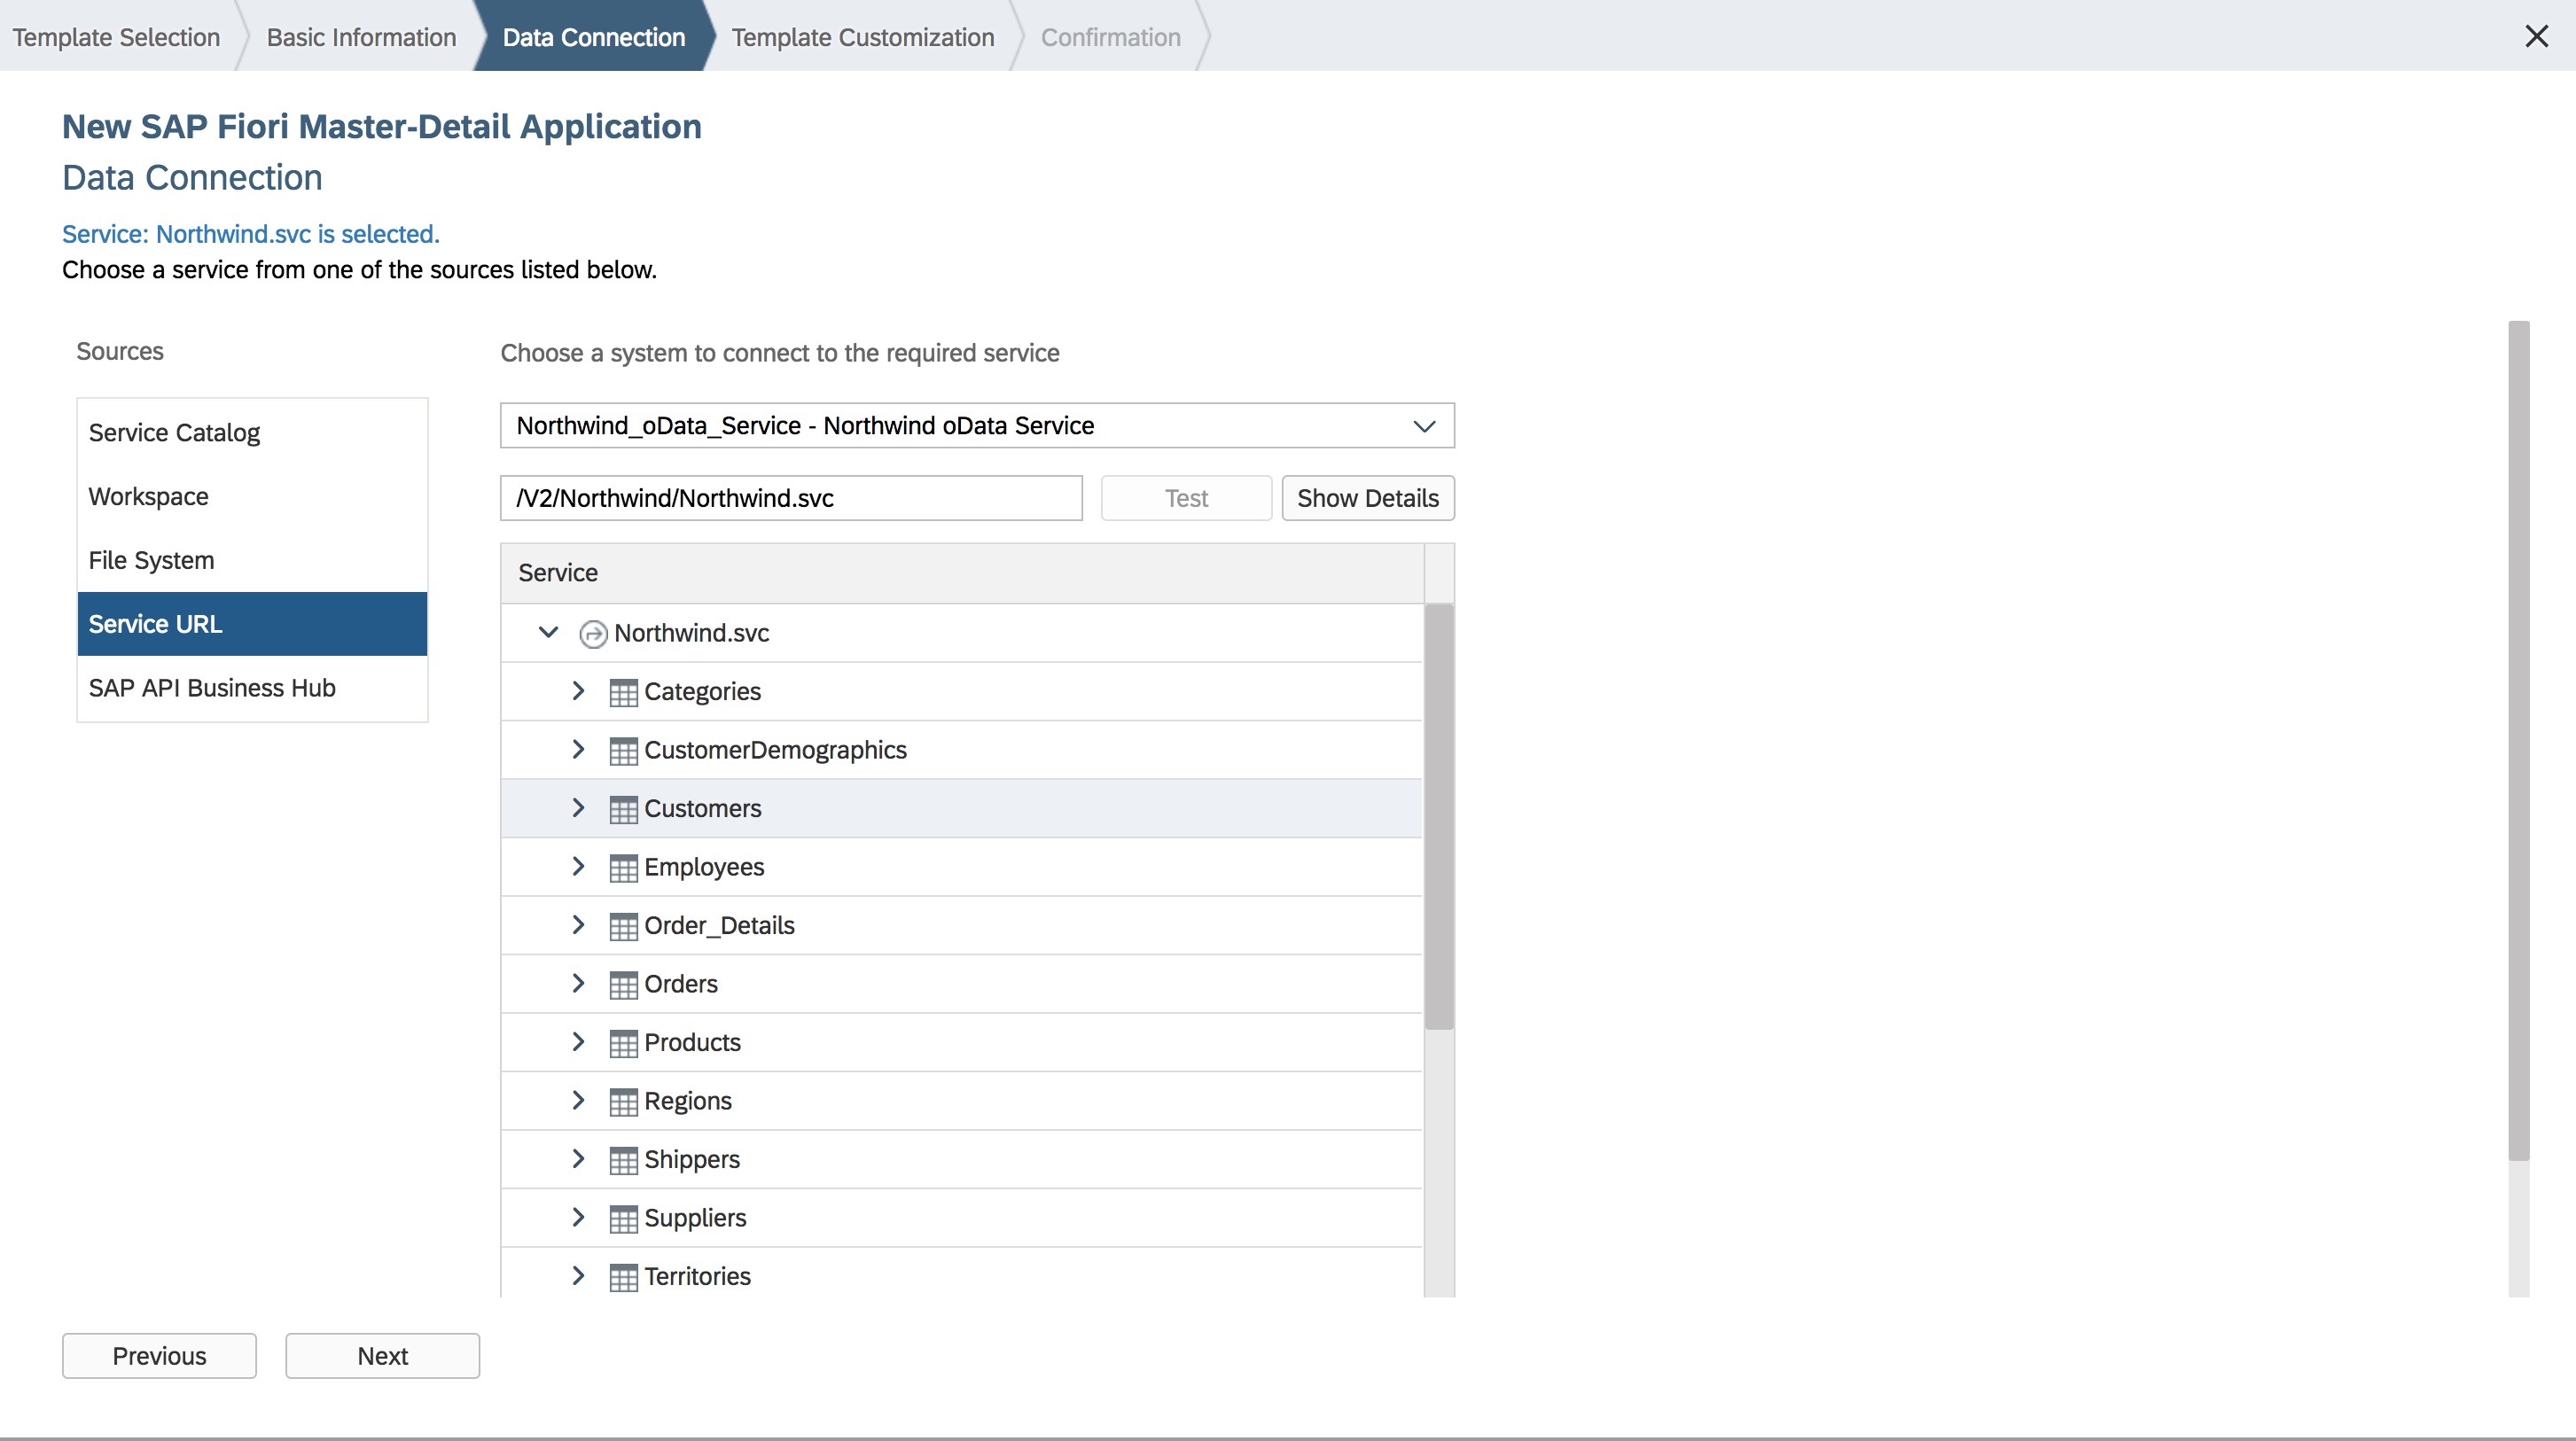 Template Selection
Basic Information
Data Connection
Template Customization
Confirmation
New SAP Fiori Master-Detail Application
Data Connection
Service: Northwind.svc is selected.
Choose a service from one of the sources listed below.
Sources
Service Catalog
Workspace
File System
Service URL
SAP API Business Hub
Choose a system to connect to the required service
Northwind_oData_Service - Northwind oData Service
/V2/Northwind/Northwind.svc
Test
Show Details
Service
Northwind.svc
Categories
CustomerDemographics
Customers
Employees
Order_Details
Orders
Products
Regions
Shippers
Suppliers
Territories
Previous
Next